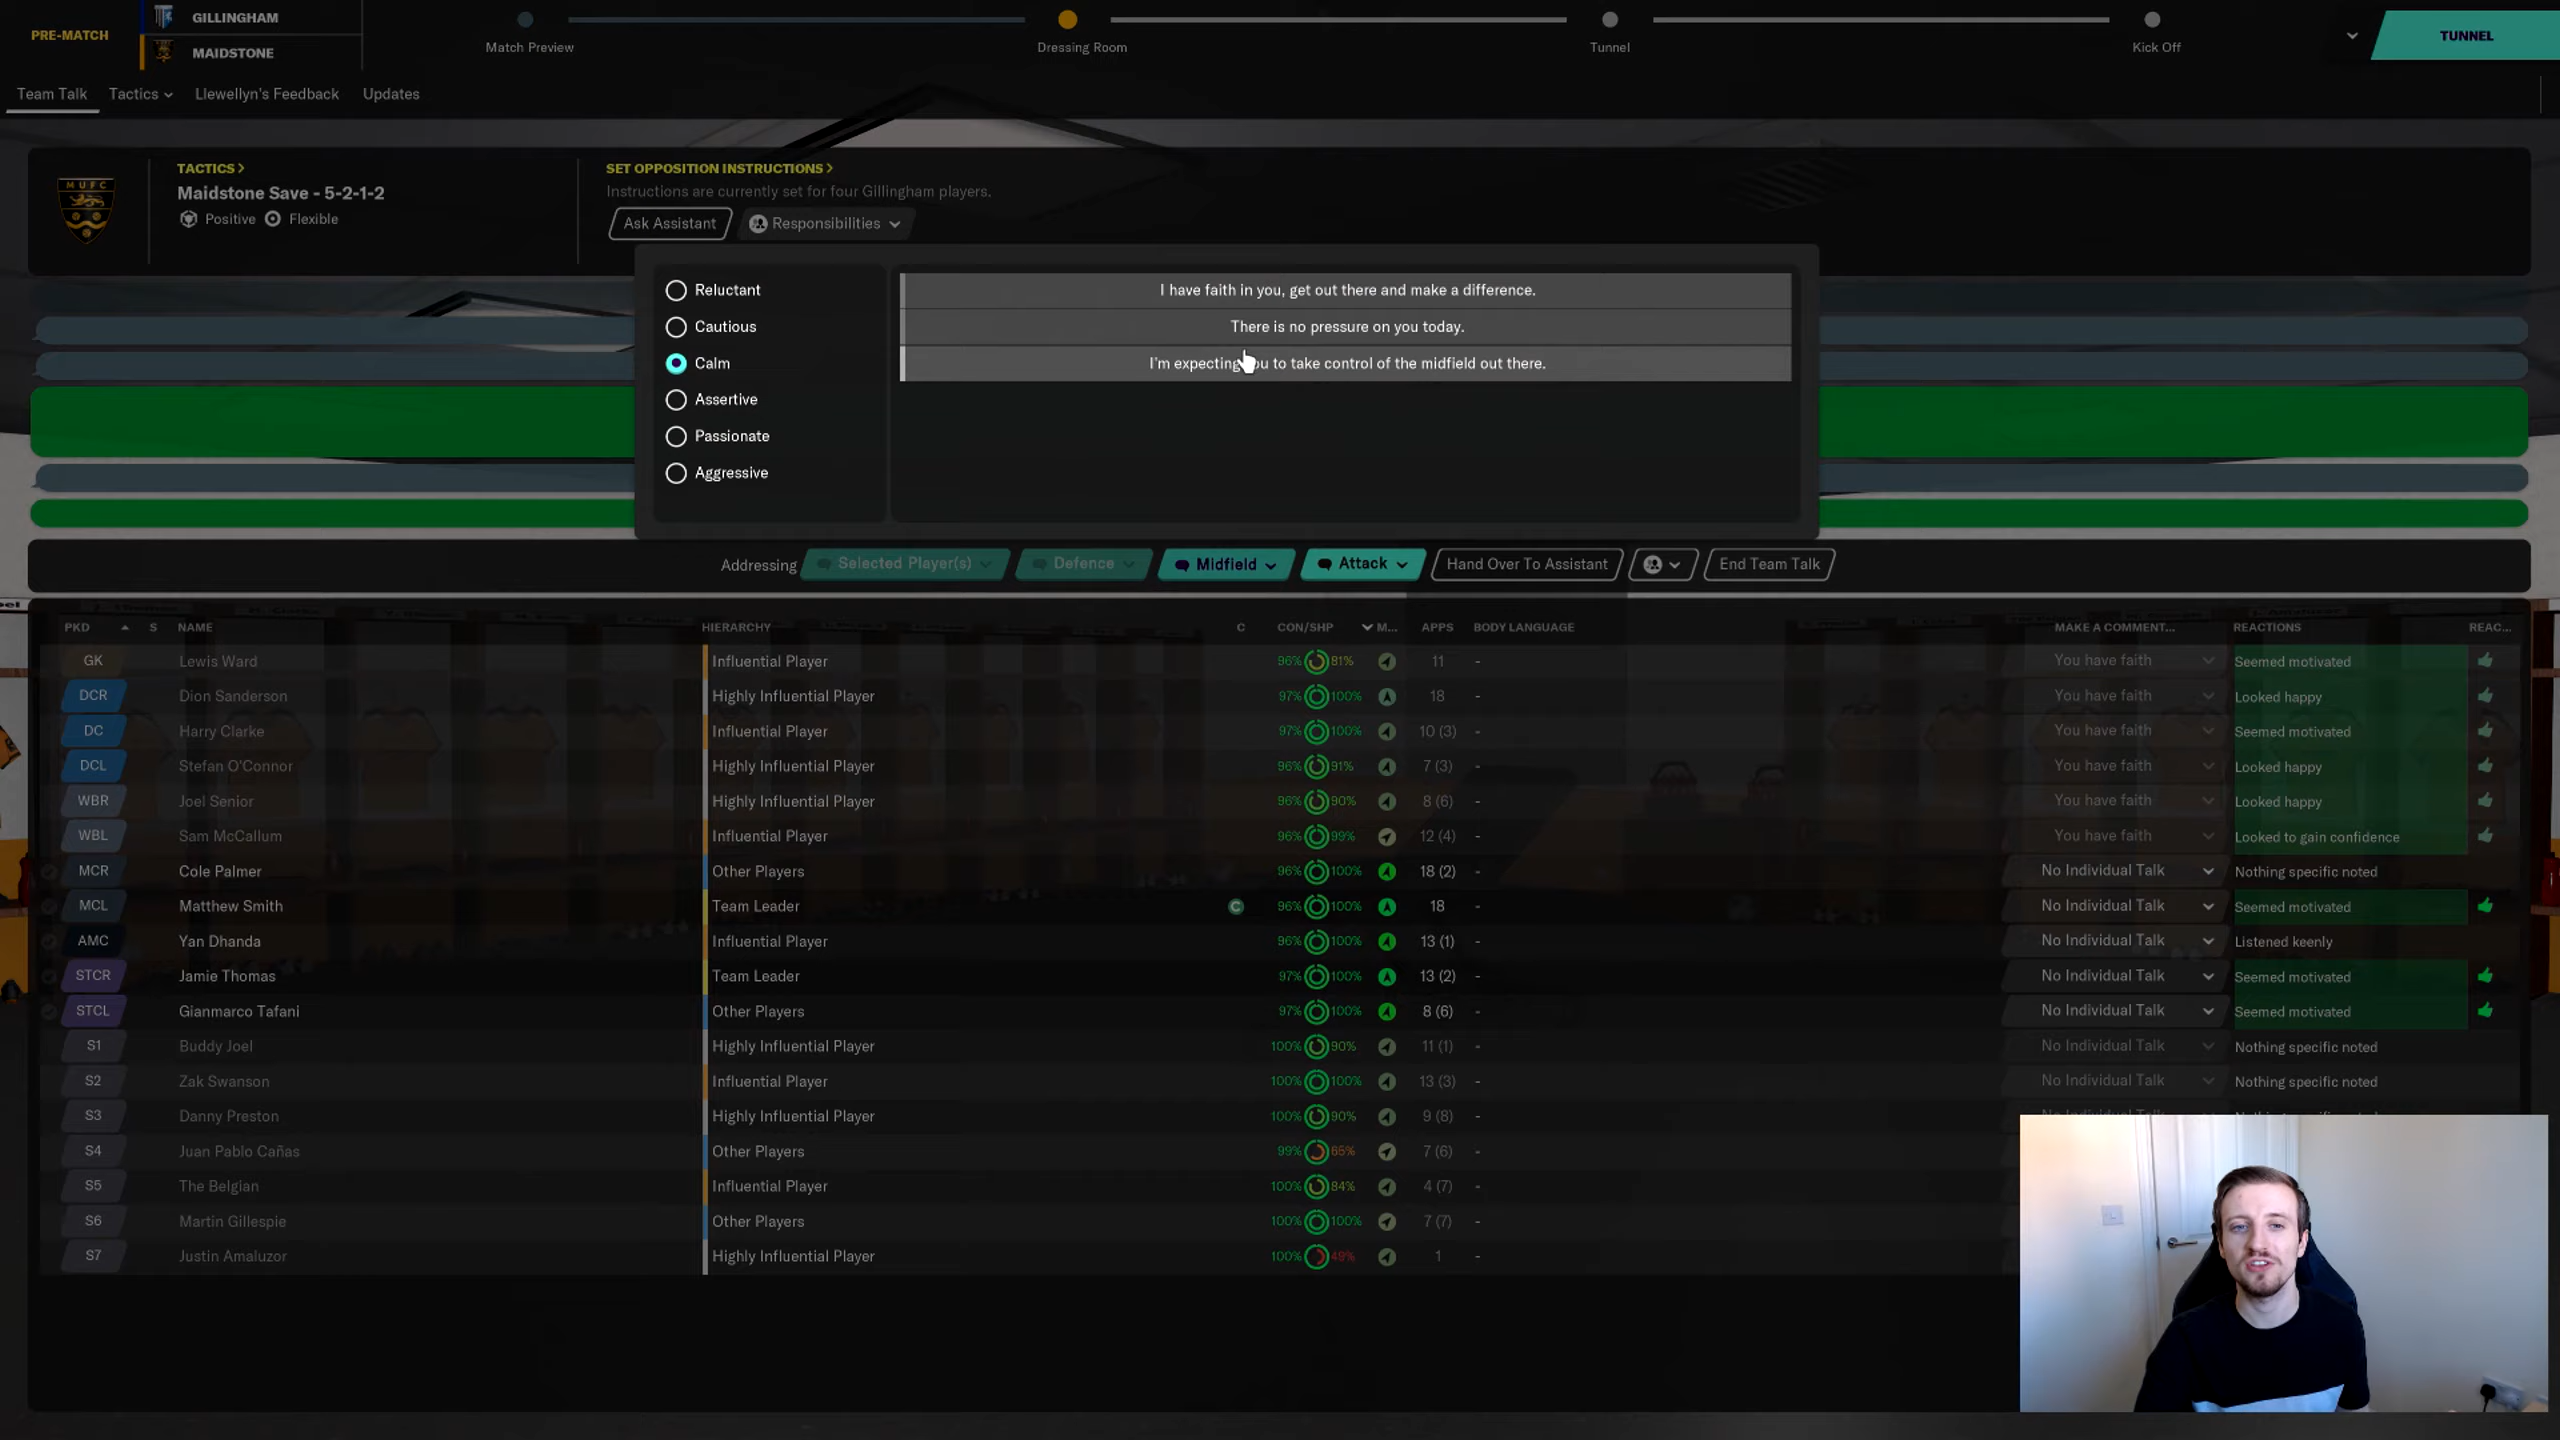 PRE-MATCH
GILLINGHAM
MAIDSTONE
Match Preview
Dressing Room
Tunnel
Kick Off
TUNNEL
Team Talk
Tactics
Llewellyn's Feedback
Updates
MUFC
TACTICS >
Maidstone Save - 5-2-1-2
Positive
Flexible
SET OPPOSITION INSTRUCTIONS >
Instructions are currently set for four Gillingham players.
Ask Assistant
Responsibilities
Reluctant
Cautious
Calm
Assertive
Passionate
Aggressive
I have faith in you, get out there and make a difference.
There is no pressure on you today.
I'm expecting you to take control of the midfield out there.
Addressing
Selected Player(s)
Defence
Midfield
Attack
Hand Over To Assistant
End Team Talk
PKD S NAME HIERARCHY C CON/SHP M... APPS BODY LANGUAGE MAKE A COMMENT... REACTIONS REAC...
GK Lewis Ward Influential Player 96% 81% 11 - You have faith Seemed motivated
DCR Dion Sanderson Highly Influential Player 97% 100% 18 - You have faith Looked happy
DC Harry Clarke Influential Player 97% 100% 10 (3) - You have faith Seemed motivated
DCL Stefan O'Connor Highly Influential Player 96% 91% 7 (3) - You have faith Looked happy
WBR Joel Senior Highly Influential Player 96% 90% 8 (6) - You have faith Looked happy
WBL Sam McCallum Influential Player 96% 99% 12 (4) - You have faith Looked to gain confidence
MCR Cole Palmer Other Players 96% 100% 18 (2) - No Individual Talk Nothing specific noted
MCL Matthew Smith Team Leader C 96% 100% 18 - No Individual Talk Seemed motivated
AMC Yan Dhanda Influential Player 96% 100% 13 (1) - No Individual Talk Listened keenly
STCR Jamie Thomas Team Leader 97% 100% 13 (2) - No Individual Talk Seemed motivated
STCL Gianmarco Tafani Other Players 97% 100% 8 (6) - No Individual Talk Seemed motivated
S1 Buddy Joel Highly Influential Player 100% 90% 11 (1) - No Individual Talk Nothing specific noted
S2 Zak Swanson Influential Player 100% 100% 13 (3) - No Individual Talk Nothing specific noted
S3 Danny Preston Highly Influential Player 100% 90% 9 (8) -
S4 Juan Pablo Cañas Other Players 99% 65% 7 (6) -
S5 The Belgian Influential Player 100% 84% 4 (7) -
S6 Martin Gillespie Other Players 100% 100% 7 (7) -
S7 Justin Amaluzor Highly Influential Player 100% 49% 1 -